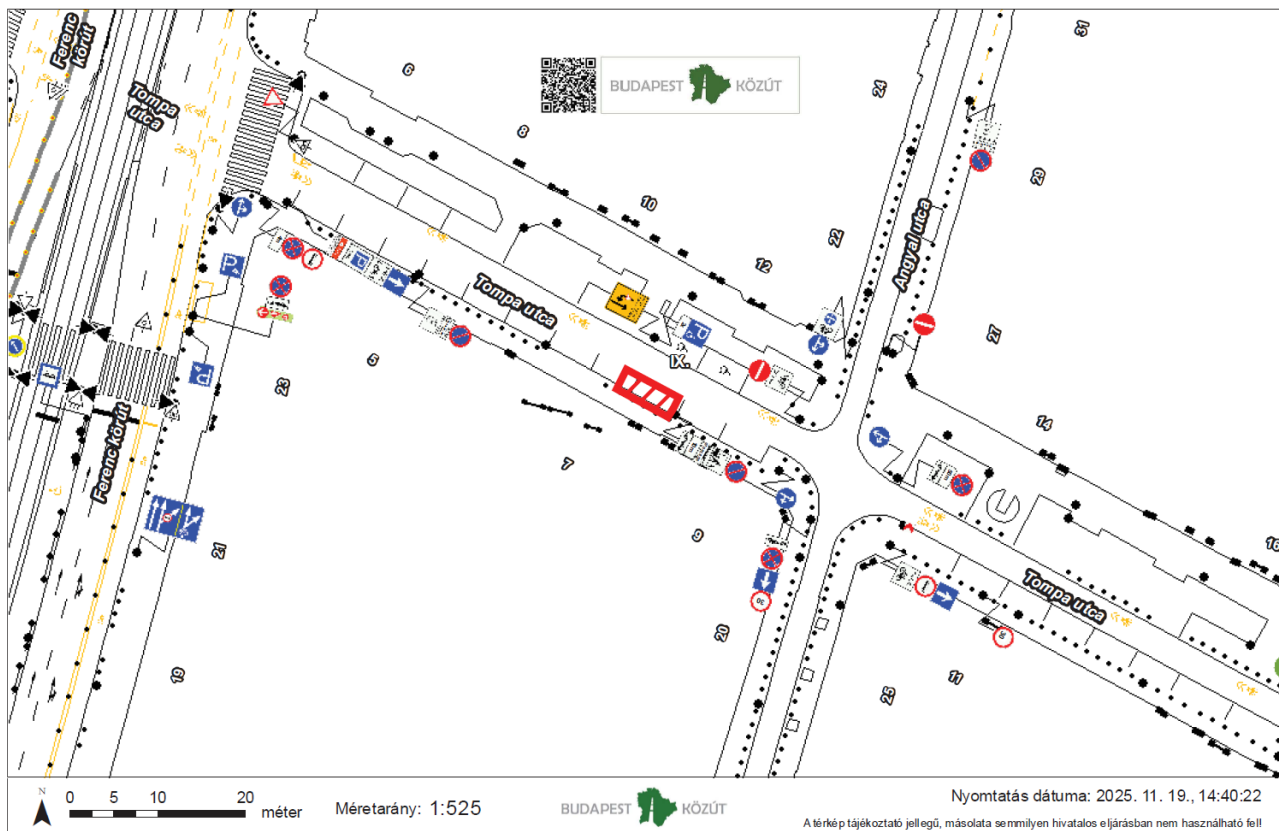 Ferenc
körút
Tompa
utca
6
8
10
12
22
24
31
29
27
Angyal utca
BUDAPEST KÖZÚT
Tompa utca
IX.
5
23
7
9
14
16
Ferenc körút
21
19
20
25
11
Tompa utca
N
0 5 10 20
méter
Méretarány: 1:525
BUDAPEST KÖZÚT
Nyomtatás dátuma: 2025. 11. 19., 14:40:22
A térkép tájékoztató jellegű, másolata semmilyen hivatalos eljárásban nem használható fel!